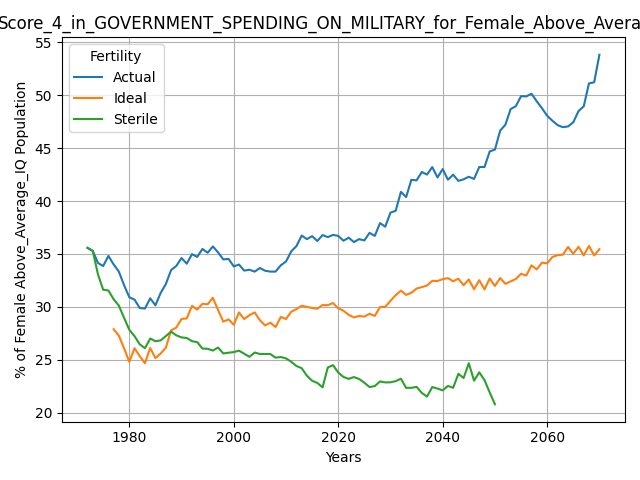 Score_4_in_GOVERNMENT_SPENDING_ON_MILITARY_for_Female_Above_Avera
Fertility
Actual
Ideal
Sterile
% of Female Above_Average_IQ Population
55
50
45
40
35
30
25
20
1980 2000 2020 2040 2060
Years